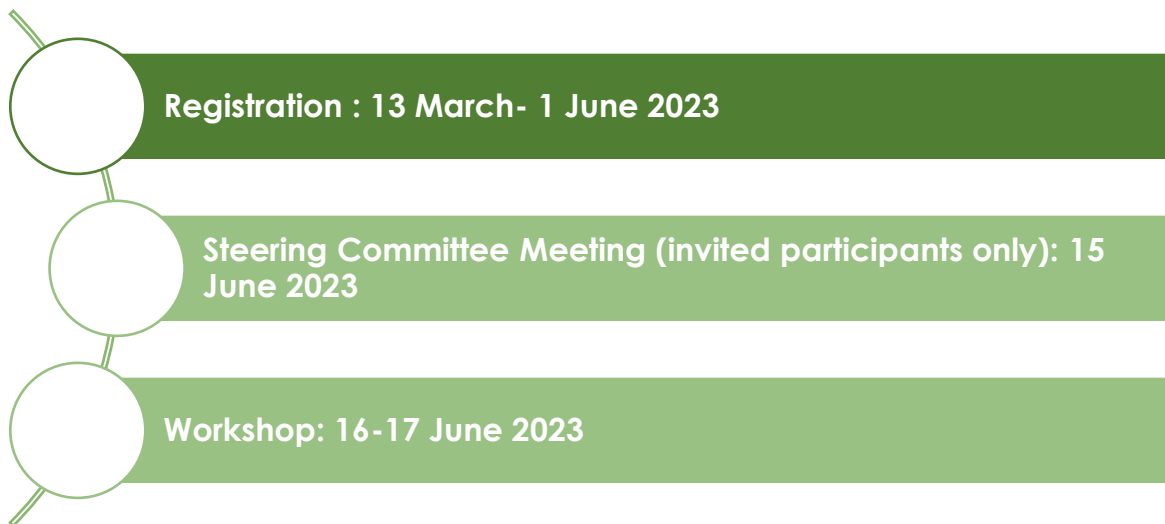 Registration : 13 March- 1 June 2023
Steering Committee Meeting (invited participants only): 15
June 2023
Workshop: 16-17 June 2023